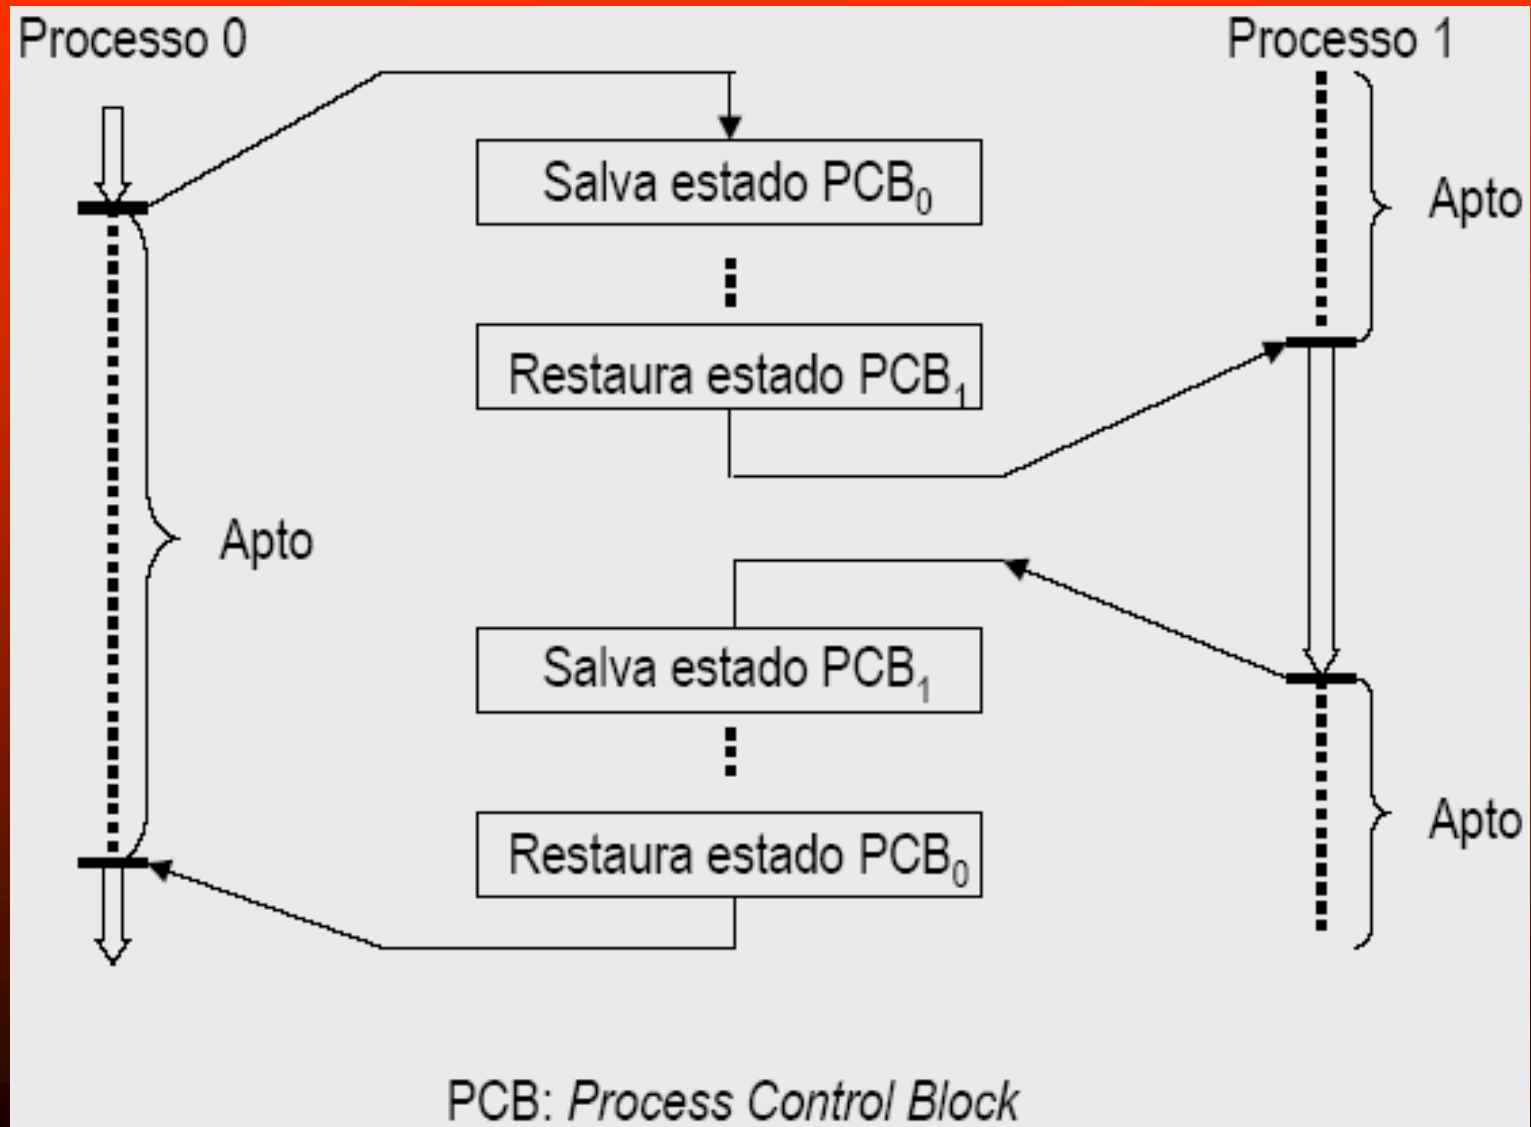 Processo 0
Processo 1
Salva estado PCB₀
Apto
Restaura estado PCB₁
Apto
Salva estado PCB₁
Apto
Restaura estado PCB₀
PCB: Process Control Block